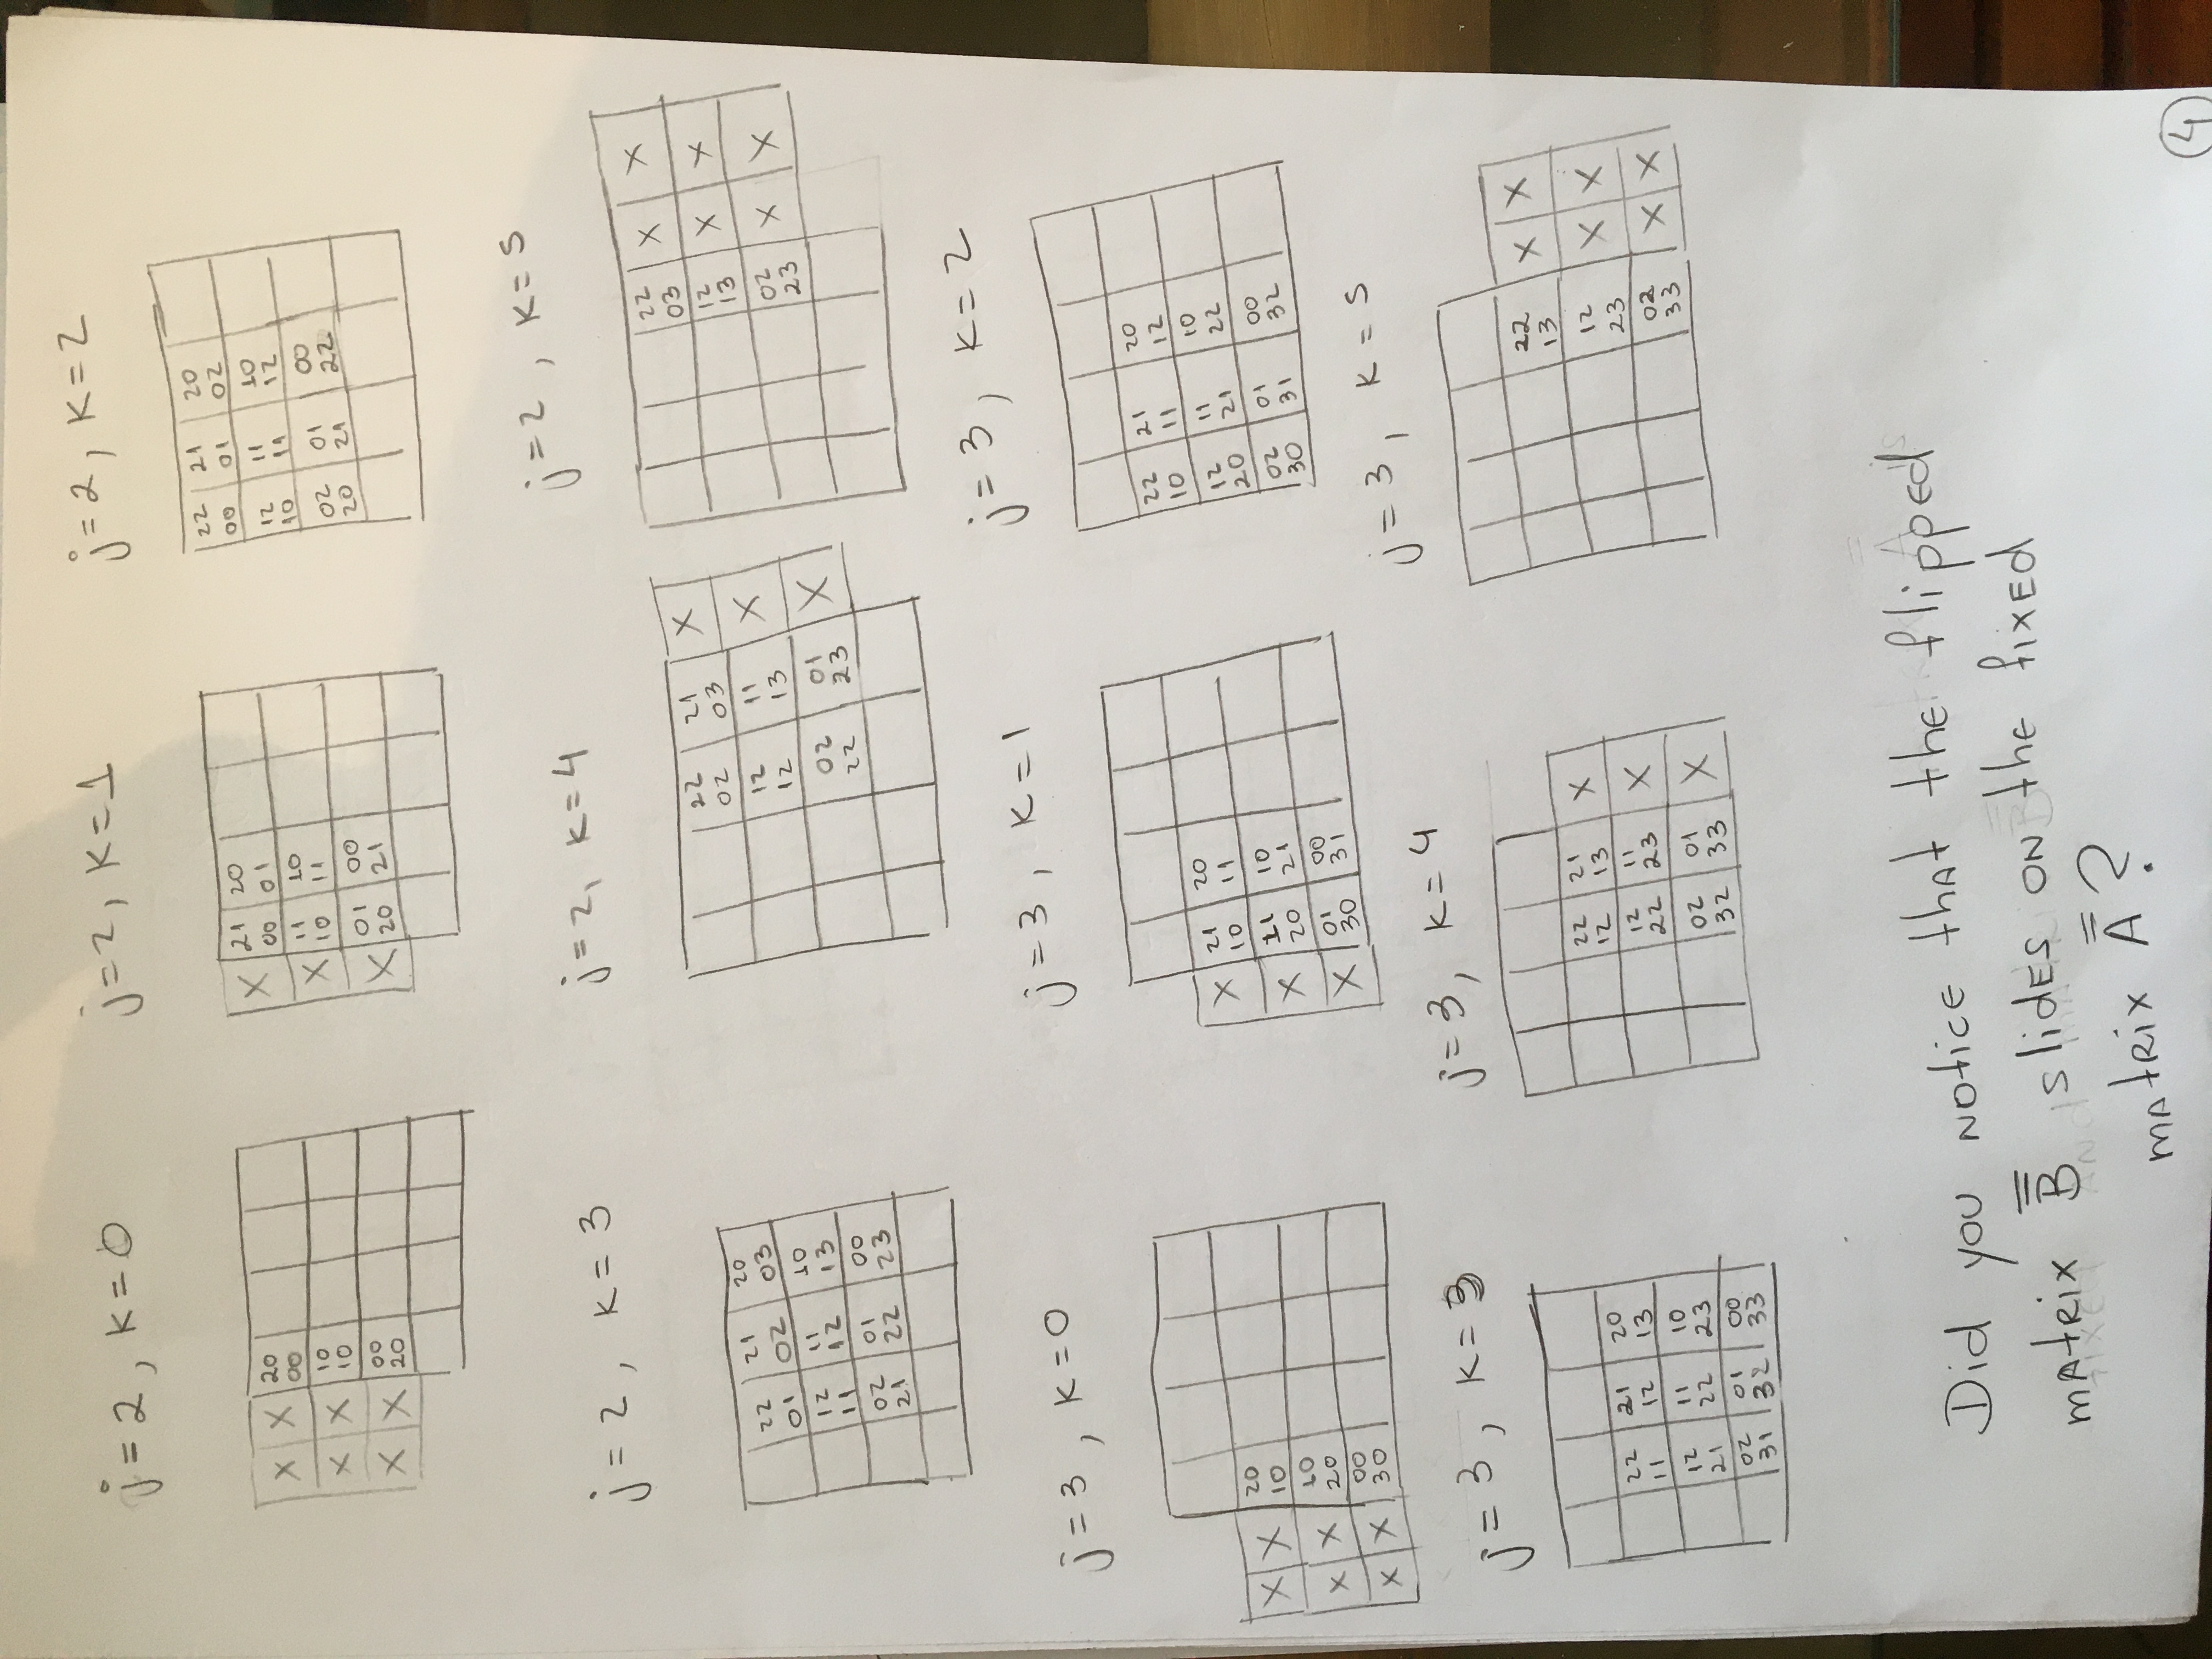 j = 2, k = 0
j = 2, k = 1
j = 2, k = 2
X X 20
00
X X 10
10
X X 00
20
X 21 20
00 01
X 11 10
10 11
X 01 00
20 21
22 21 20
00 01 02
12 11 10
10 11 12
02 01 00
20 21 22
j = 2, k = 3
j = 2, k = 4
j = 2, k = 5
22 21 20
01 02 03
12 11 10
11 12 13
02 01 00
21 22 23
22 21 X
02 03
12 11 X
12 13
02 01 X
22 23
22 X X
03
12 X X
13
02 X X
23
j = 3, k = 0
j = 3, k = 1
j = 3, k = 2
X X 20
10
X X 10
20
X X 00
30
X 21 20
10 11
X 11 10
20 21
X 01 00
30 31
22 21 20
10 11 12
12 11 10
20 21 22
02 01 00
30 31 32
j = 3, k = 3
j = 3, k = 4
j = 3, k = 5
22 21 20
11 12 13
12 11 10
21 22 23
02 01 00
31 32 33
22 21 X
12 13
12 11 X
22 23
02 01 X
32 33
22 X X
13
12 X X
23
02 X X
33
Did you notice that the flipped
matrix B̿ slides on the fixed
matrix A̿?
4